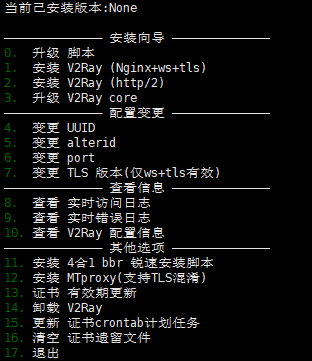 当前已安装版本:None
—————————————— 安装向导 ——————————————
0.  升级 脚本
1.  安装 V2Ray (Nginx+ws+tls)
2.  安装 V2Ray (http/2)
3.  升级 V2Ray core
—————————————— 配置变更 ——————————————
4.  变更 UUID
5.  变更 alterid
6.  变更 port
7.  变更 TLS 版本(仅ws+tls有效)
—————————————— 查看信息 ——————————————
8.  查看 实时访问日志
9.  查看 实时错误日志
10. 查看 V2Ray 配置信息
—————————————— 其他选项 ——————————————
11. 安装 4合1 bbr 锐速安装脚本
12. 安装 MTproxy(支持TLS混淆)
13. 证书 有效期更新
14. 卸载 V2Ray
15. 更新 证书crontab计划任务
16. 清空 证书遗留文件
17. 退出